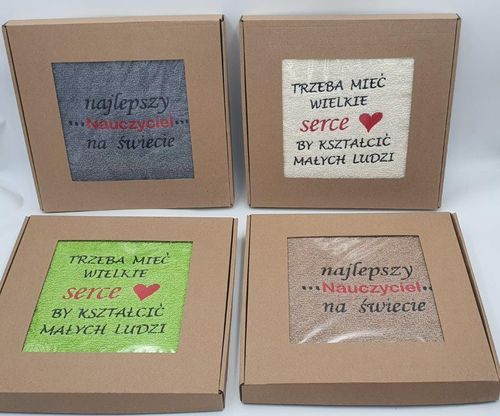 najlepszy
...Nauczyciel...
na świecie
TRZEBA MIEĆ
WIELKIE
serce
BY KSZTAŁCIĆ
MAŁYCH LUDZI
TRZEBA MIEĆ
WIELKIE
serce
BY KSZTAŁCIĆ
MAŁYCH LUDZI
najlepszy
...Nauczyciel...
na świecie